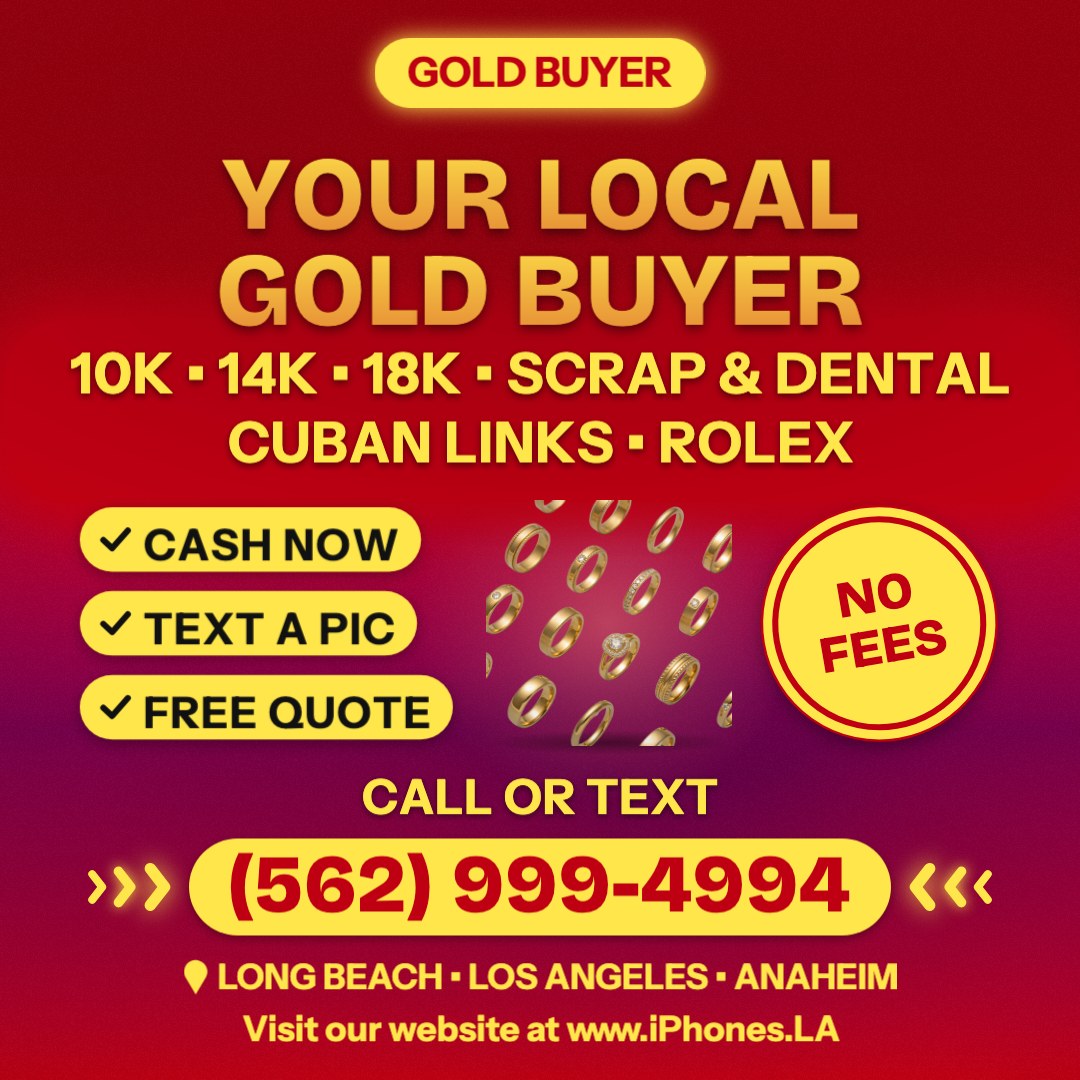 GOLD BUYER
YOUR LOCAL
GOLD BUYER
10K ▪ 14K ▪ 18K ▪ SCRAP & DENTAL
CUBAN LINKS ▪ ROLEX
✓ CASH NOW
✓ TEXT A PIC
✓ FREE QUOTE
NO
FEES
CALL OR TEXT
(562) 999-4994
LONG BEACH ▪ LOS ANGELES ▪ ANAHEIM
Visit our website at www.iPhones.LA